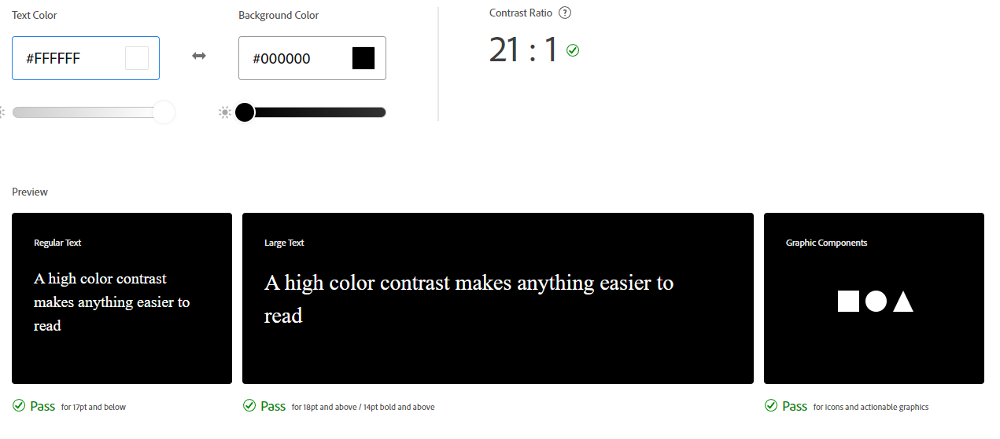 Text Color
Background Color
Contrast Ratio ?
#FFFFFF
#000000
21 : 1
Preview
Regular Text
A high color contrast
makes anything easier to
read
Large Text
A high color contrast makes anything easier to
read
Graphic Components
Pass for 17pt and below
Pass for 18pt and above / 14pt bold and above
Pass for icons and actionable graphics